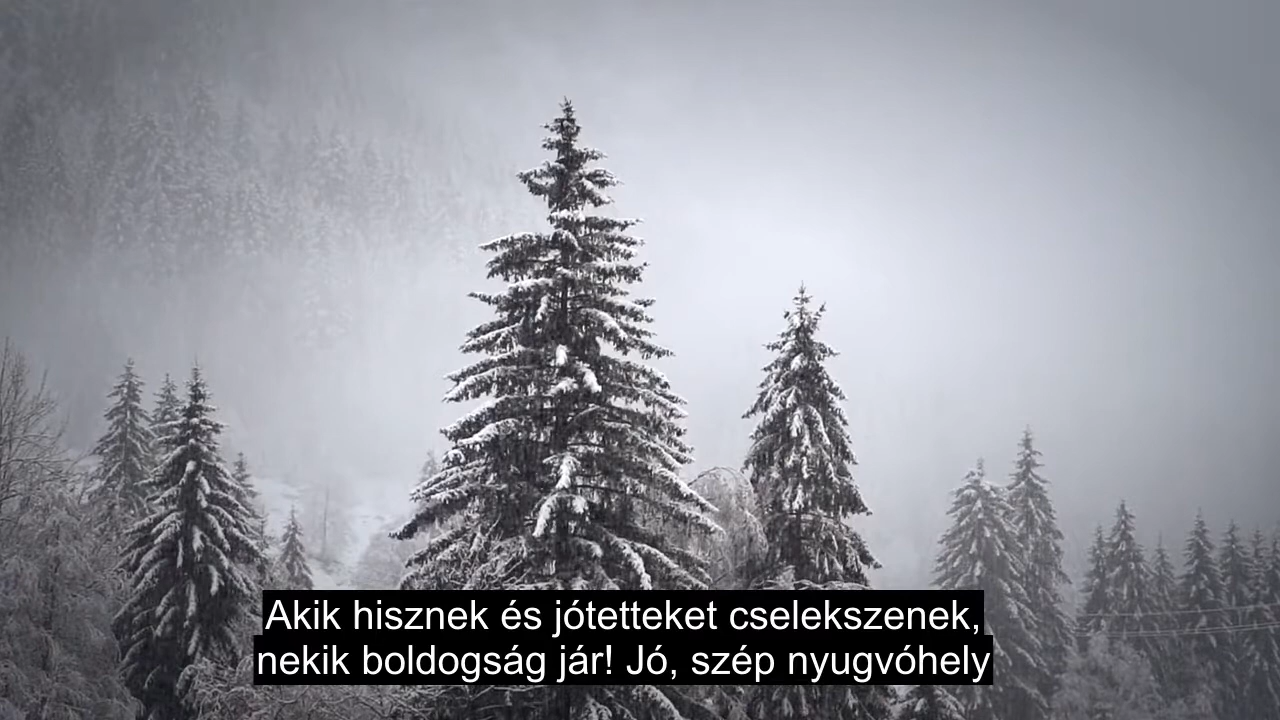 Akik hisznek és jótetteket cselekszenek,
nekik boldogság jár! Jó, szép nyugvóhely